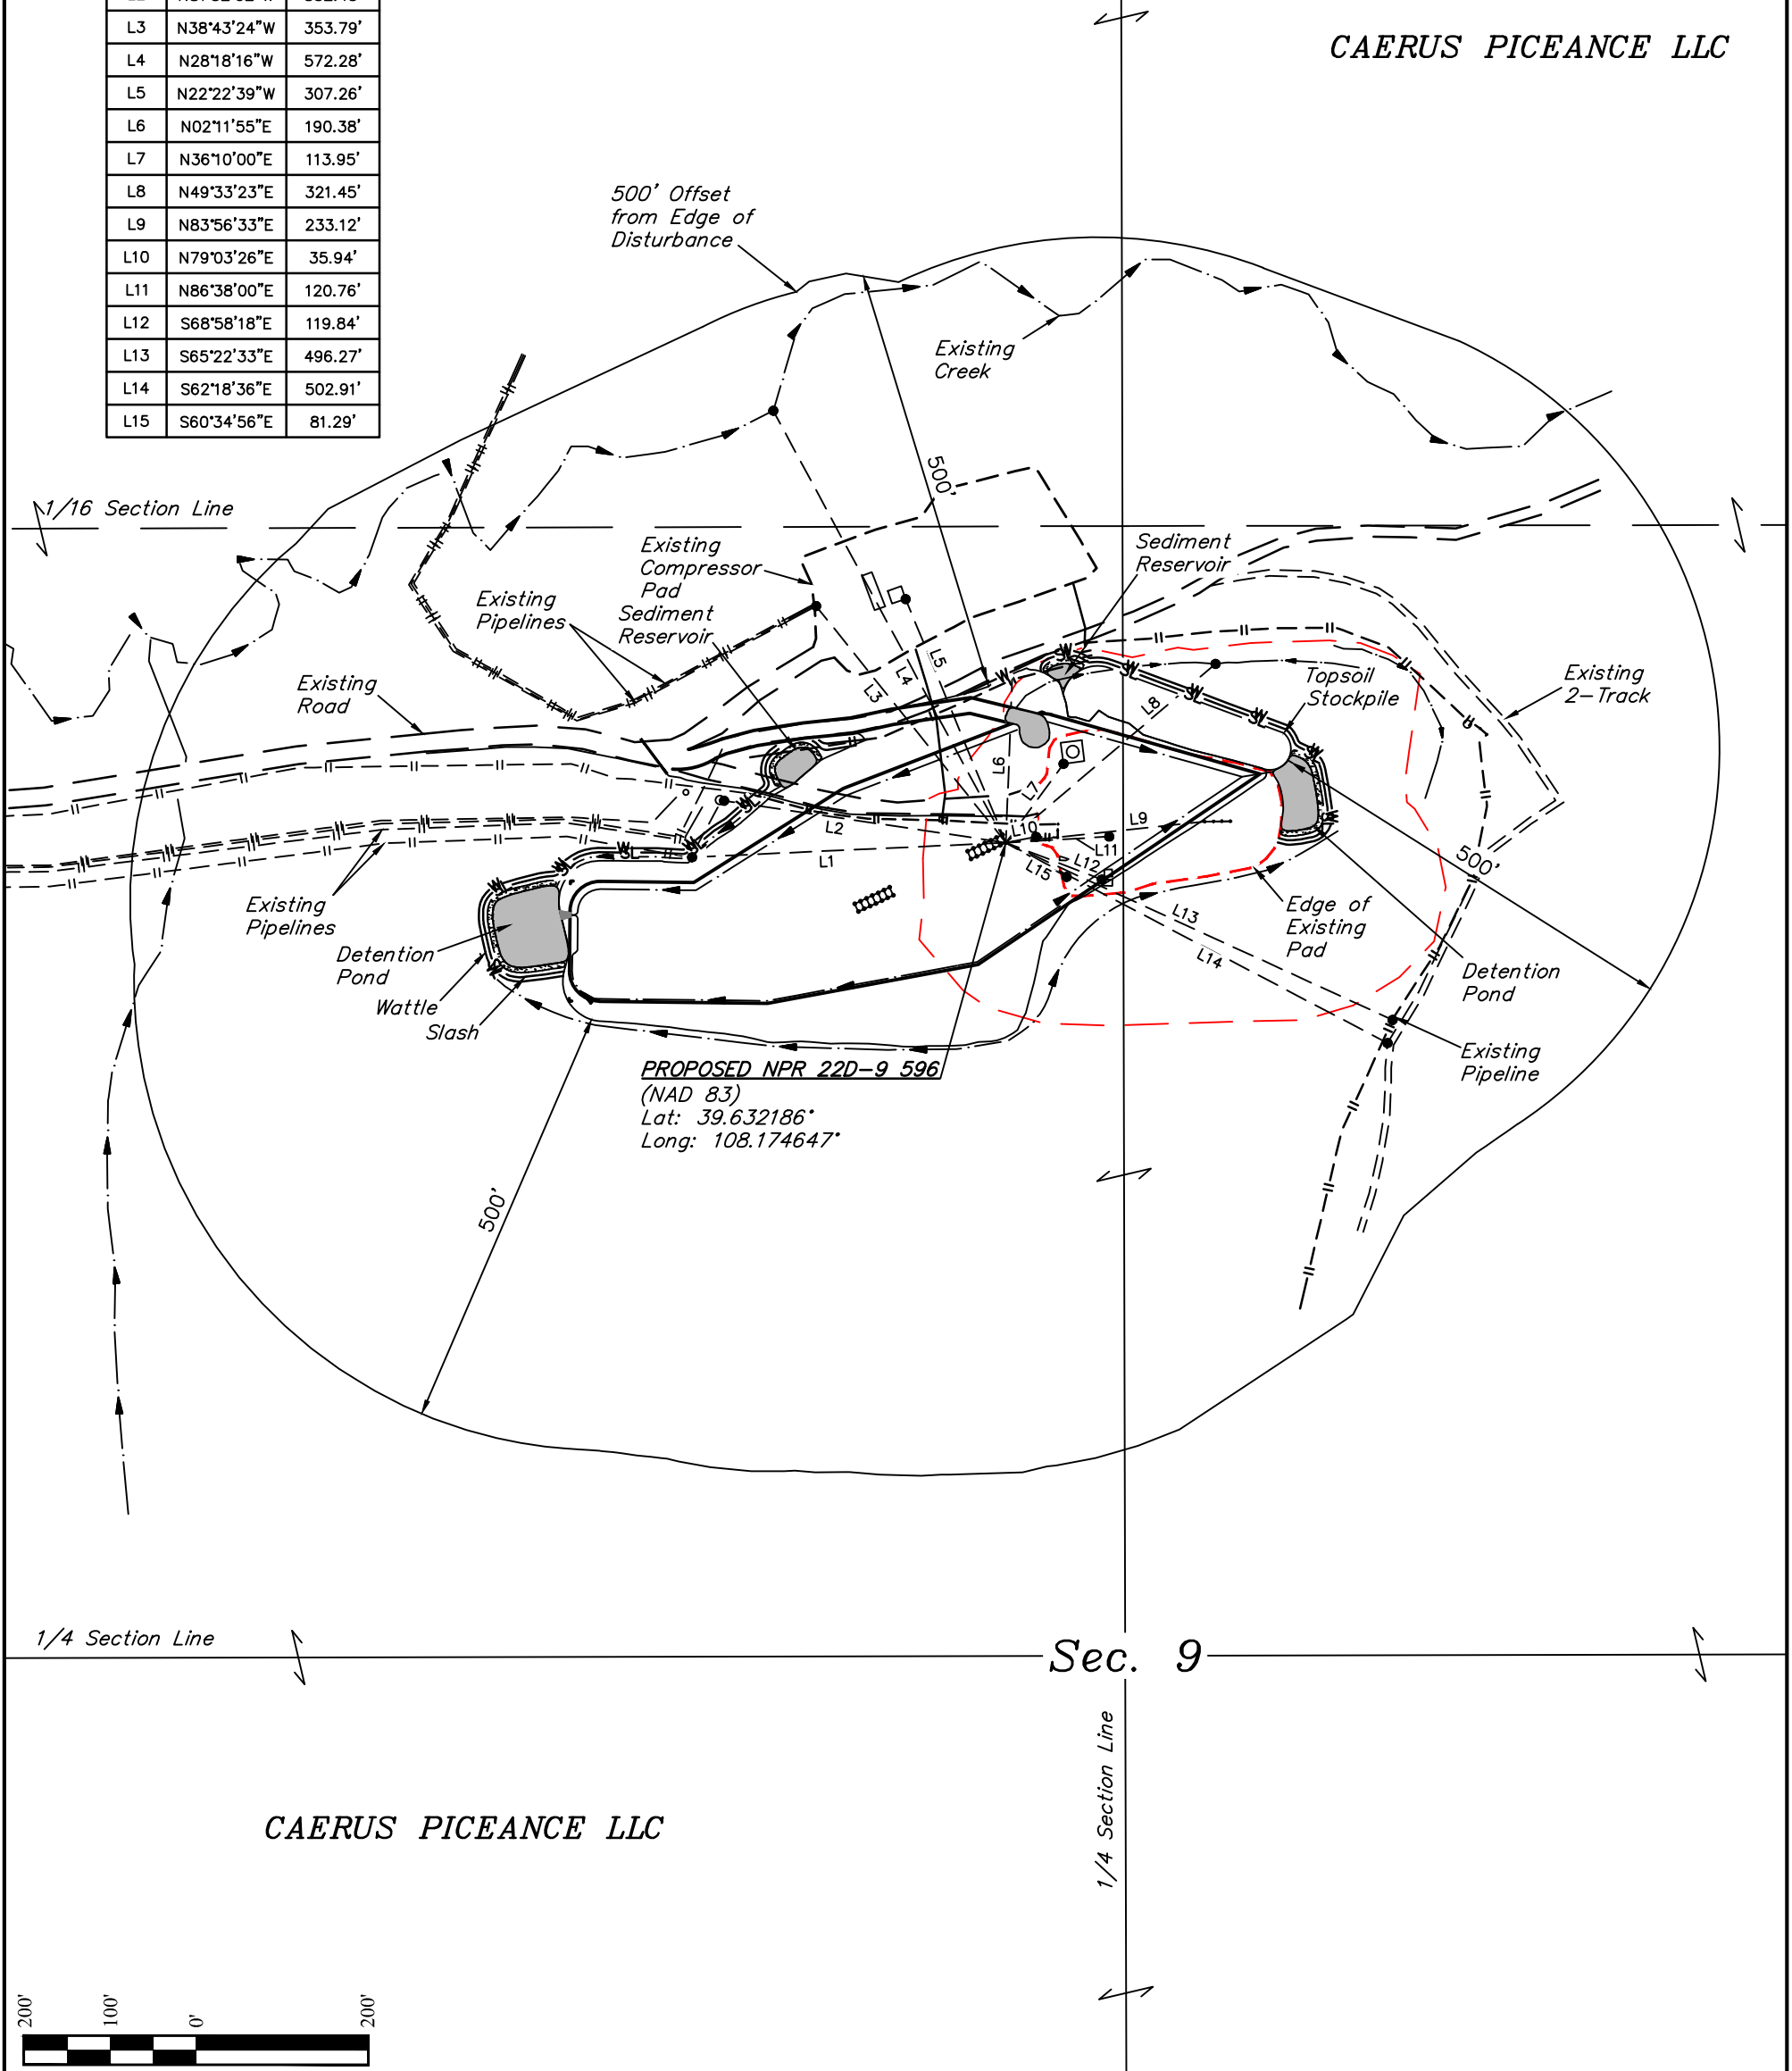 L3 N38°43'24"W 353.79'
L4 N28°18'16"W 572.28'
L5 N22°22'39"W 307.26'
L6 N02°11'55"E 190.38'
L7 N36°10'00"E 113.95'
L8 N49°33'23"E 321.45'
L9 N83°56'33"E 233.12'
L10 N79°03'26"E 35.94'
L11 N86°38'00"E 120.76'
L12 S68°58'18"E 119.84'
L13 S65°22'33"E 496.27'
L14 S62°18'36"E 502.91'
L15 S60°34'56"E 81.29'
CAERUS PICEANCE LLC
500' Offset
from Edge of
Disturbance
Existing
Creek
500'
1/16 Section Line
Existing
Compressor
Pad
Sediment
Reservoir
Sediment
Reservoir
Existing
Pipelines
Existing
Road
Topsoil
Stockpile
Existing
2-Track
L3
L4
L5
L6
L7
L8
L9
L10
L11
L12
L15
L2
L1
L13
L14
W
SL
W
SL
SL
SL
W
SL
W
SL
W
W
W
W
W
500'
Existing
Pipelines
Detention
Pond
Wattle
Slash
Edge of
Existing
Pad
Detention
Pond
Existing
Pipeline
PROPOSED NPR 22D-9 596
(NAD 83)
Lat: 39.632186°
Long: 108.174647°
500'
1/4 Section Line
Sec. 9
1/4 Section Line
CAERUS PICEANCE LLC
200' 100' 0' 200'